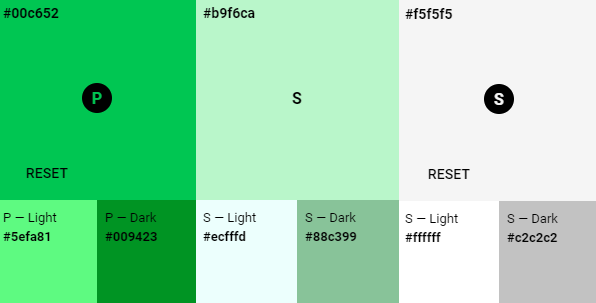 #00c652
P
RESET
P — Light
#5efa81
P — Dark
#009423
#b9f6ca
S
S — Light
#ecfffd
S — Dark
#88c399
#f5f5f5
S
RESET
S — Light
#ffffff
S — Dark
#c2c2c2